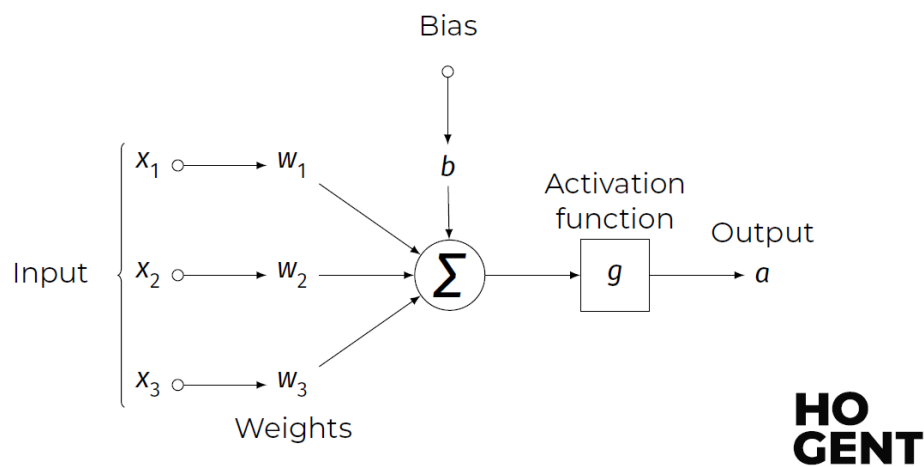 Bias
x1 w1 b
Activation
function
Output
Input x2 w2 Σ g a
x3 w3
Weights
HO
GENT